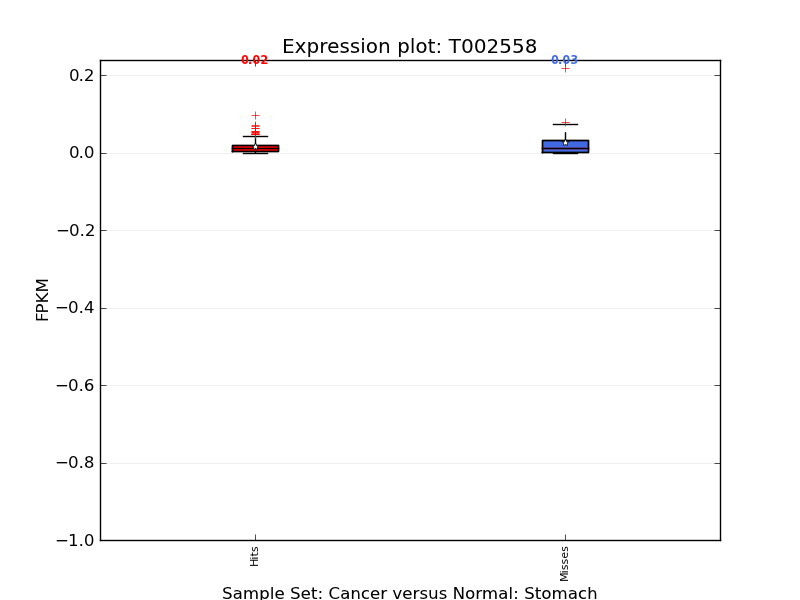 Expression plot: T002558
0.02
0.03
0.2
0.0
−0.2
−0.4
−0.6
−0.8
−1.0
FPKM
Hits
Misses
Sample Set: Cancer versus Normal: Stomach